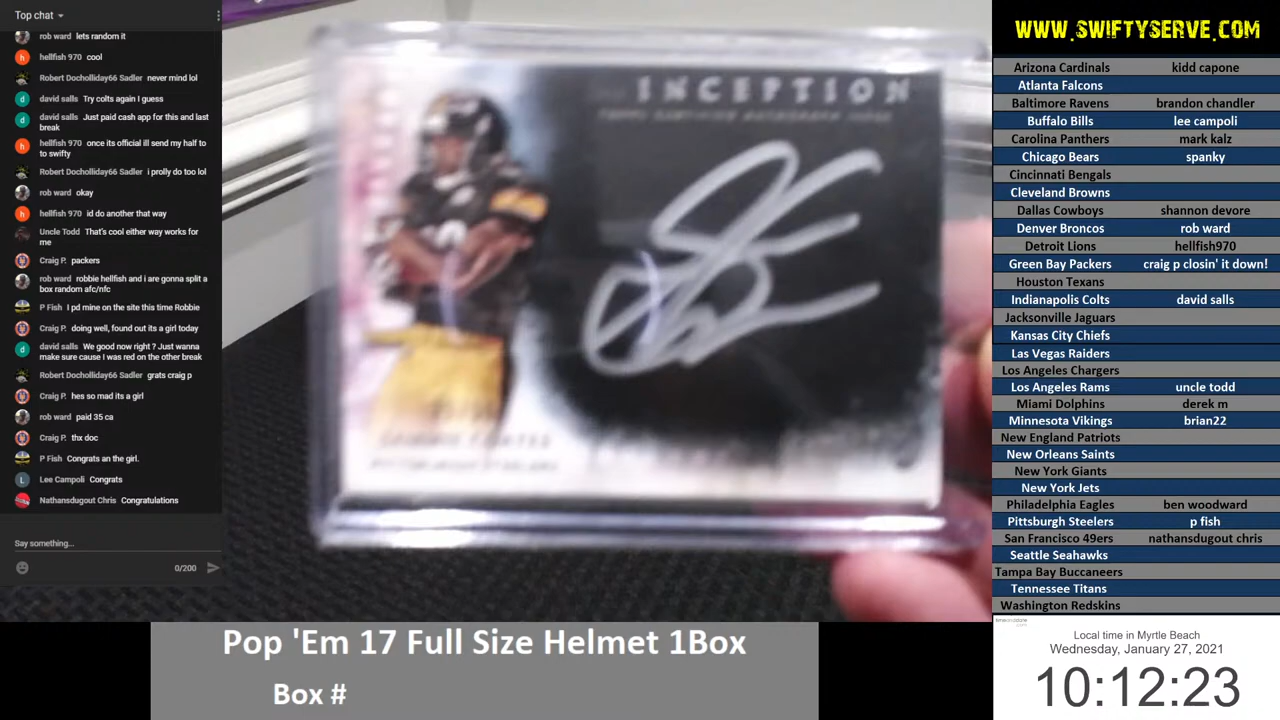 Top chat
rob ward lets random it
hellfish 970 cool
Robert Docholliday66 Sadler never mind lol
david salls Try colts again I guess
david salls Just paid cash app for this and last
break
hellfish 970 once its official ill send my half to
to swifty
Robert Docholliday66 Sadler i prolly do too lol
rob ward okay
hellfish 970 id do another that way
Uncle Todd That's cool either way works for
me
Craig P. packers
rob ward robbie hellfish and i are gonna split a
box random afc/nfc
P Fish I pd mine on the site this time Robbie
Craig P. doing well, found out its a girl today
david salls We good now right ? Just wanna
make sure cause I was red on the other break
Robert Docholliday66 Sadler grats craig p
Craig P. hes so mad its a girl
rob ward paid 35 ca
Craig P. thx doc
P Fish Congrats an the girl.
Lee Campoli Congrats
Nathansdugout Chris Congratulations
Say something...
0/200
INCEPTION
Pop 'Em 17 Full Size Helmet 1Box
Box #
WWW.SWIFTYSERVE.COM
Arizona Cardinals kidd capone
Atlanta Falcons
Baltimore Ravens brandon chandler
Buffalo Bills lee campoli
Carolina Panthers mark kalz
Chicago Bears spanky
Cincinnati Bengals
Cleveland Browns
Dallas Cowboys shannon devore
Denver Broncos rob ward
Detroit Lions hellfish970
Green Bay Packers craig p closin' it down!
Houston Texans
Indianapolis Colts david salls
Jacksonville Jaguars
Kansas City Chiefs
Las Vegas Raiders
Los Angeles Chargers
Los Angeles Rams uncle todd
Miami Dolphins derek m
Minnesota Vikings brian22
New England Patriots
New Orleans Saints
New York Giants
New York Jets
Philadelphia Eagles ben woodward
Pittsburgh Steelers p fish
San Francisco 49ers nathansdugout chris
Seattle Seahawks
Tampa Bay Buccaneers
Tennessee Titans
Washington Redskins
Local time in Myrtle Beach
Wednesday, January 27, 2021
10:12:23